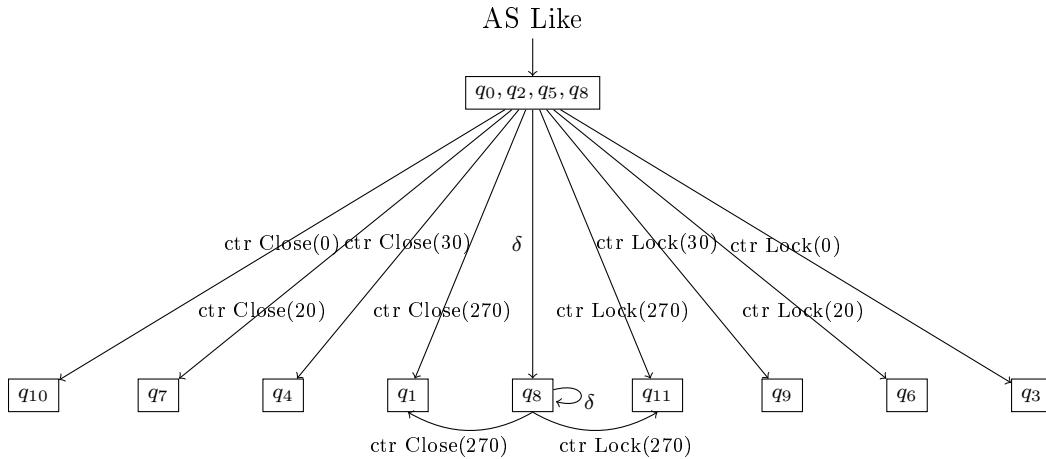 AS Like
q0, q2, q5, q8
ctr Close(0) ctr Close(30) δ ctr Lock(30) ctr Lock(0)
ctr Close(20) ctr Close(270) ctr Lock(270) ctr Lock(20)
q10 q7 q4 q1 q8 q11 q9 q6 q3
δ
ctr Close(270) ctr Lock(270)